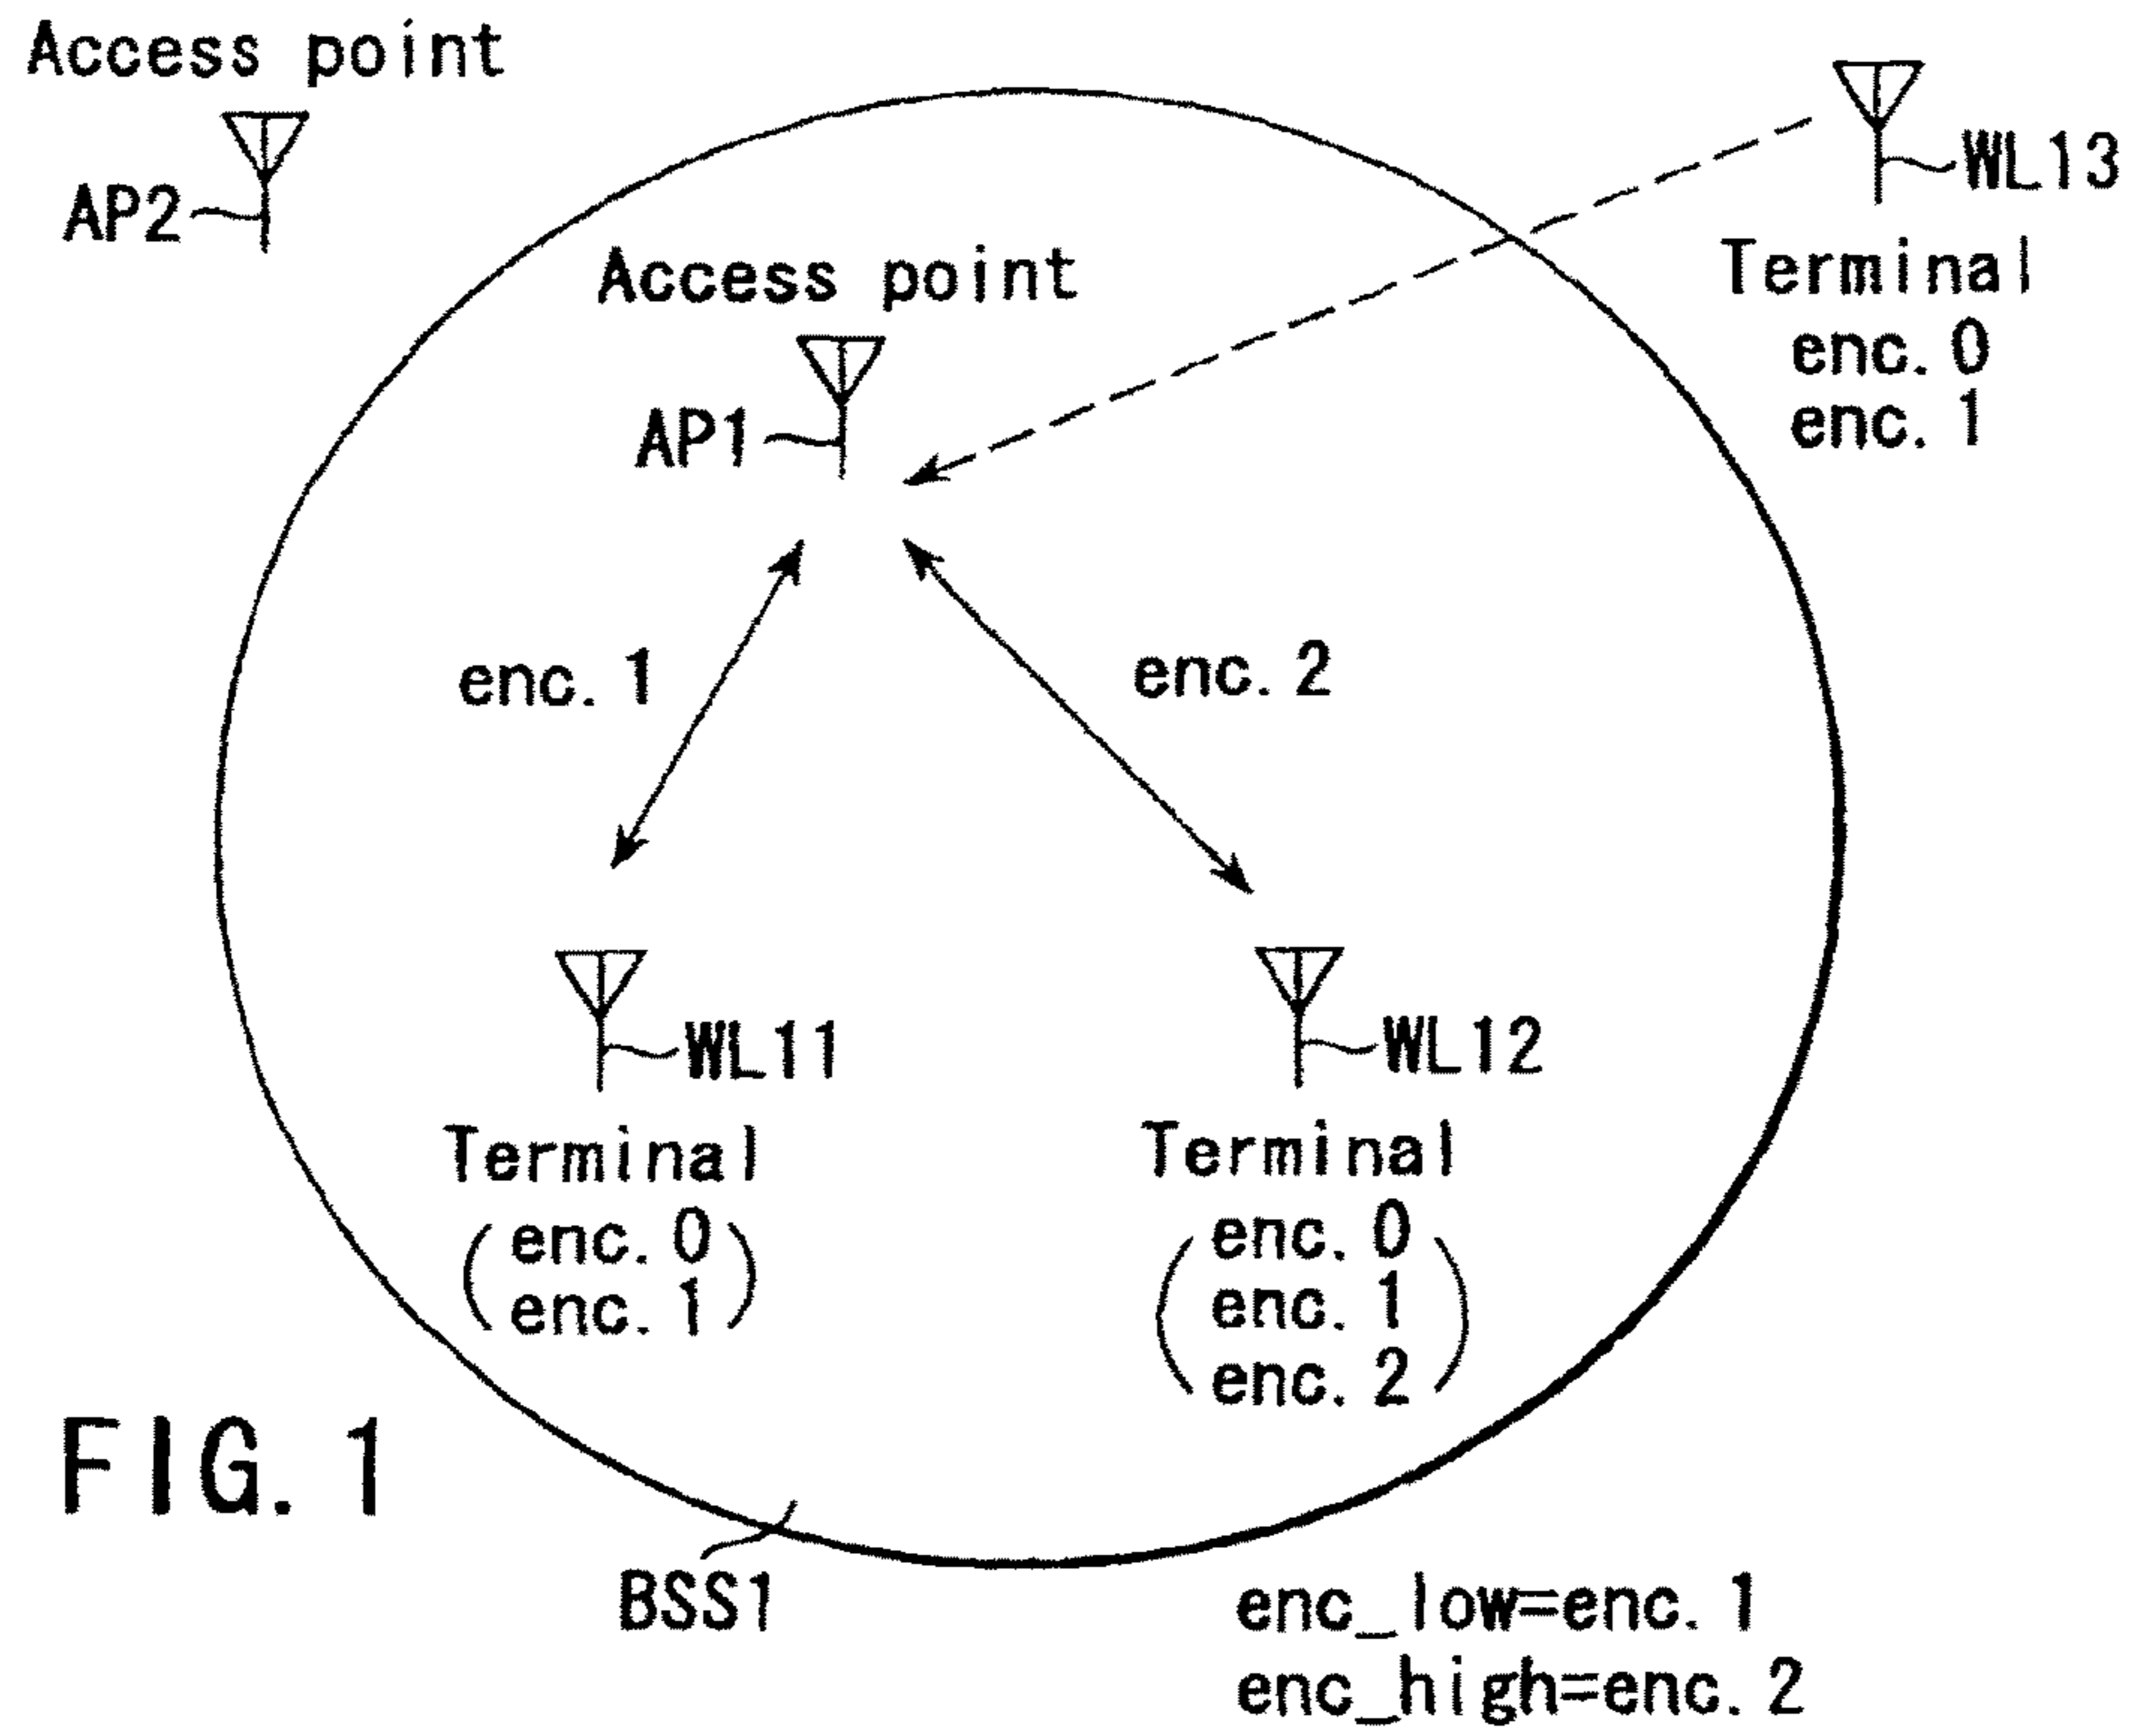 Access point
AP2
WL13
Terminal
enc. 0
enc. 1
Access point
AP1
enc. 1
enc. 2
WL11
Terminal
(enc. 0
enc. 1)
WL12
Terminal
(enc. 0
enc. 1
enc. 2)
FIG. 1
BSS1
enc_low=enc. 1
enc_high=enc. 2